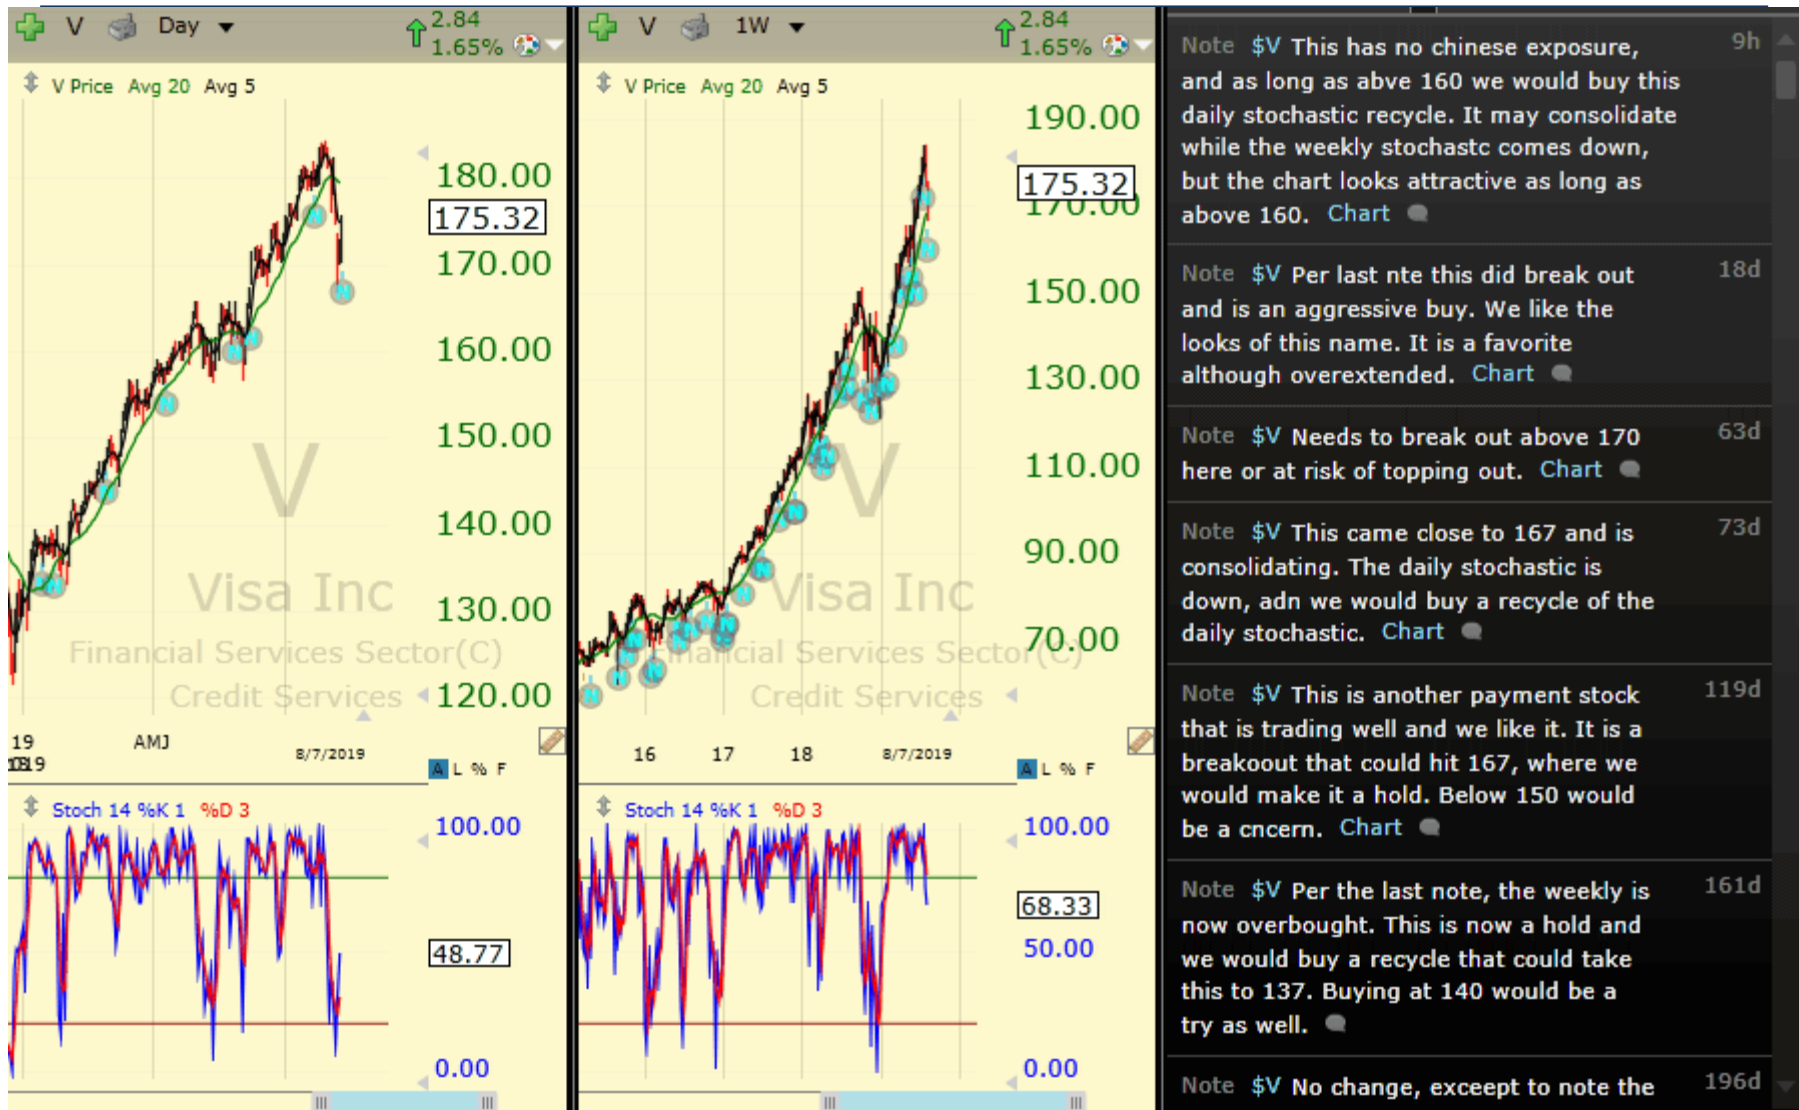 V Day 2.84
1.65%
V Price Avg 20 Avg 5
180.00
175.32
170.00
160.00
150.00
140.00
130.00
120.00
V
Visa Inc
Financial Services Sector(C)
Credit Services
19 AMJ 8/7/2019
A L % F
Stoch 14 %K 1 %D 3
100.00
48.77
0.00
V 1W 2.84
1.65%
V Price Avg 20 Avg 5
190.00
175.32
170.00
150.00
130.00
110.00
90.00
70.00
V
Visa Inc
Financial Services Sector(C)
Credit Services
16 17 18 8/7/2019
A L % F
Stoch 14 %K 1 %D 3
100.00
68.33
50.00
0.00
Note $V This has no chinese exposure, 9h
and as long as abve 160 we would buy this
daily stochastic recycle. It may consolidate
while the weekly stochastc comes down,
but the chart looks attractive as long as
above 160. Chart
Note $V Per last nte this did break out 18d
and is an aggressive buy. We like the
looks of this name. It is a favorite
although overextended. Chart
Note $V Needs to break out above 170 63d
here or at risk of topping out. Chart
Note $V This came close to 167 and is 73d
consolidating. The daily stochastic is
down, adn we would buy a recycle of the
daily stochastic. Chart
Note $V This is another payment stock 119d
that is trading well and we like it. It is a
breakoout that could hit 167, where we
would make it a hold. Below 150 would
be a cncern. Chart
Note $V Per the last note, the weekly is 161d
now overbought. This is now a hold and
we would buy a recycle that could take
this to 137. Buying at 140 would be a
try as well.
Note $V No change, exceept to note the 196d